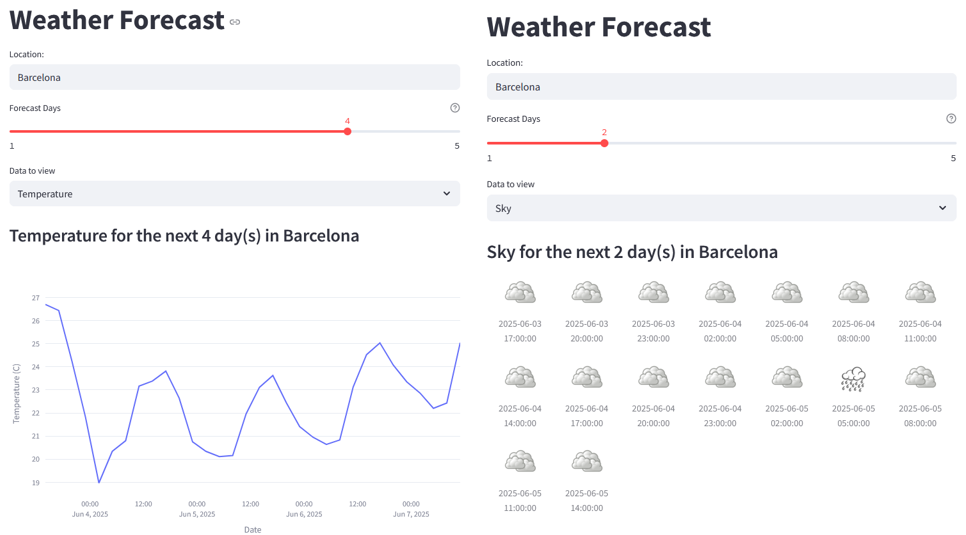 Weather Forecast
Location:
Barcelona
Forecast Days
4
1
5
Data to view
Temperature
Temperature for the next 4 day(s) in Barcelona
27
26
25
24
23
22
21
20
19
Temperature (C)
00:00
12:00
00:00
12:00
00:00
12:00
00:00
Jun 4, 2025
Jun 5, 2025
Jun 6, 2025
Jun 7, 2025
Date
Weather Forecast
Location:
Barcelona
Forecast Days
2
1
5
Data to view
Sky
Sky for the next 2 day(s) in Barcelona
2025-06-03 2025-06-03 2025-06-03 2025-06-04 2025-06-04 2025-06-04 2025-06-04
17:00:00 20:00:00 23:00:00 02:00:00 05:00:00 08:00:00 11:00:00
2025-06-04 2025-06-04 2025-06-04 2025-06-04 2025-06-05 2025-06-05 2025-06-05
14:00:00 17:00:00 20:00:00 23:00:00 02:00:00 05:00:00 08:00:00
2025-06-05 2025-06-05
11:00:00 14:00:00